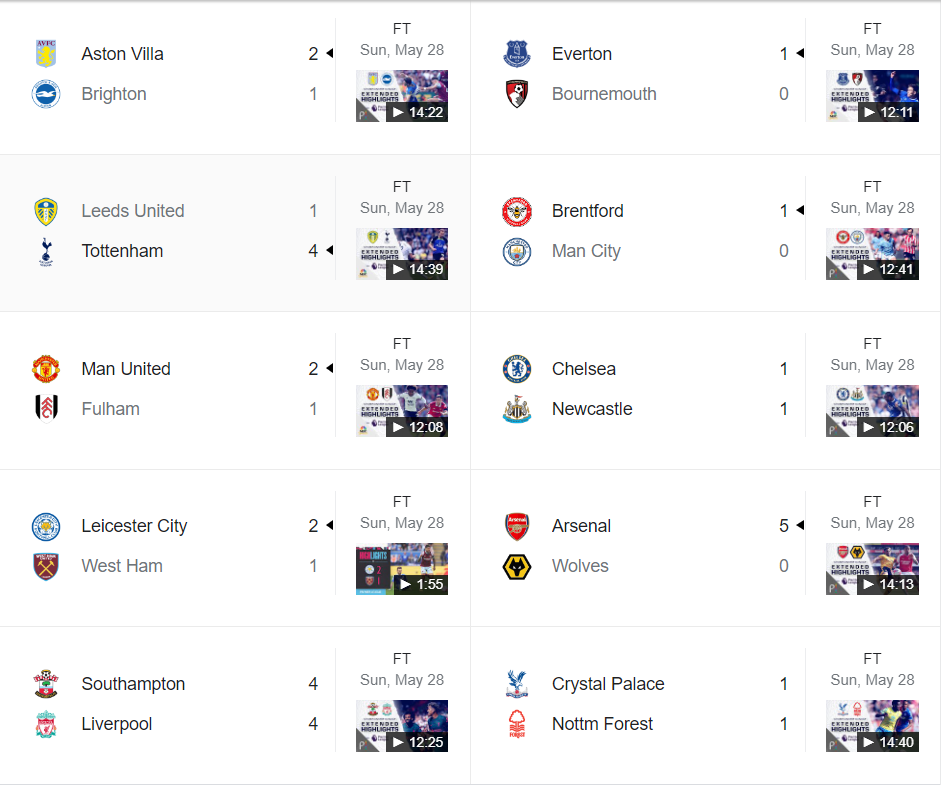 FT
Aston Villa 2 Sun, May 28
Brighton 1
EXTENDED
HIGHLIGHTS
14:22
FT
Everton 1 Sun, May 28
Bournemouth 0
EXTENDED
HIGHLIGHTS
12:11
FT
Leeds United 1 Sun, May 28
Tottenham 4
EXTENDED
HIGHLIGHTS
14:39
FT
Brentford 1 Sun, May 28
Man City 0
EXTENDED
HIGHLIGHTS
12:41
FT
Man United 2 Sun, May 28
Fulham 1
EXTENDED
HIGHLIGHTS
12:08
FT
Chelsea 1 Sun, May 28
Newcastle 1
EXTENDED
HIGHLIGHTS
12:06
FT
Leicester City 2 Sun, May 28
West Ham 1
1:55
FT
Arsenal 5 Sun, May 28
Wolves 0
EXTENDED
HIGHLIGHTS
14:13
FT
Southampton 4 Sun, May 28
Liverpool 4
EXTENDED
HIGHLIGHTS
12:25
FT
Crystal Palace 1 Sun, May 28
Nottm Forest 1
EXTENDED
HIGHLIGHTS
14:40